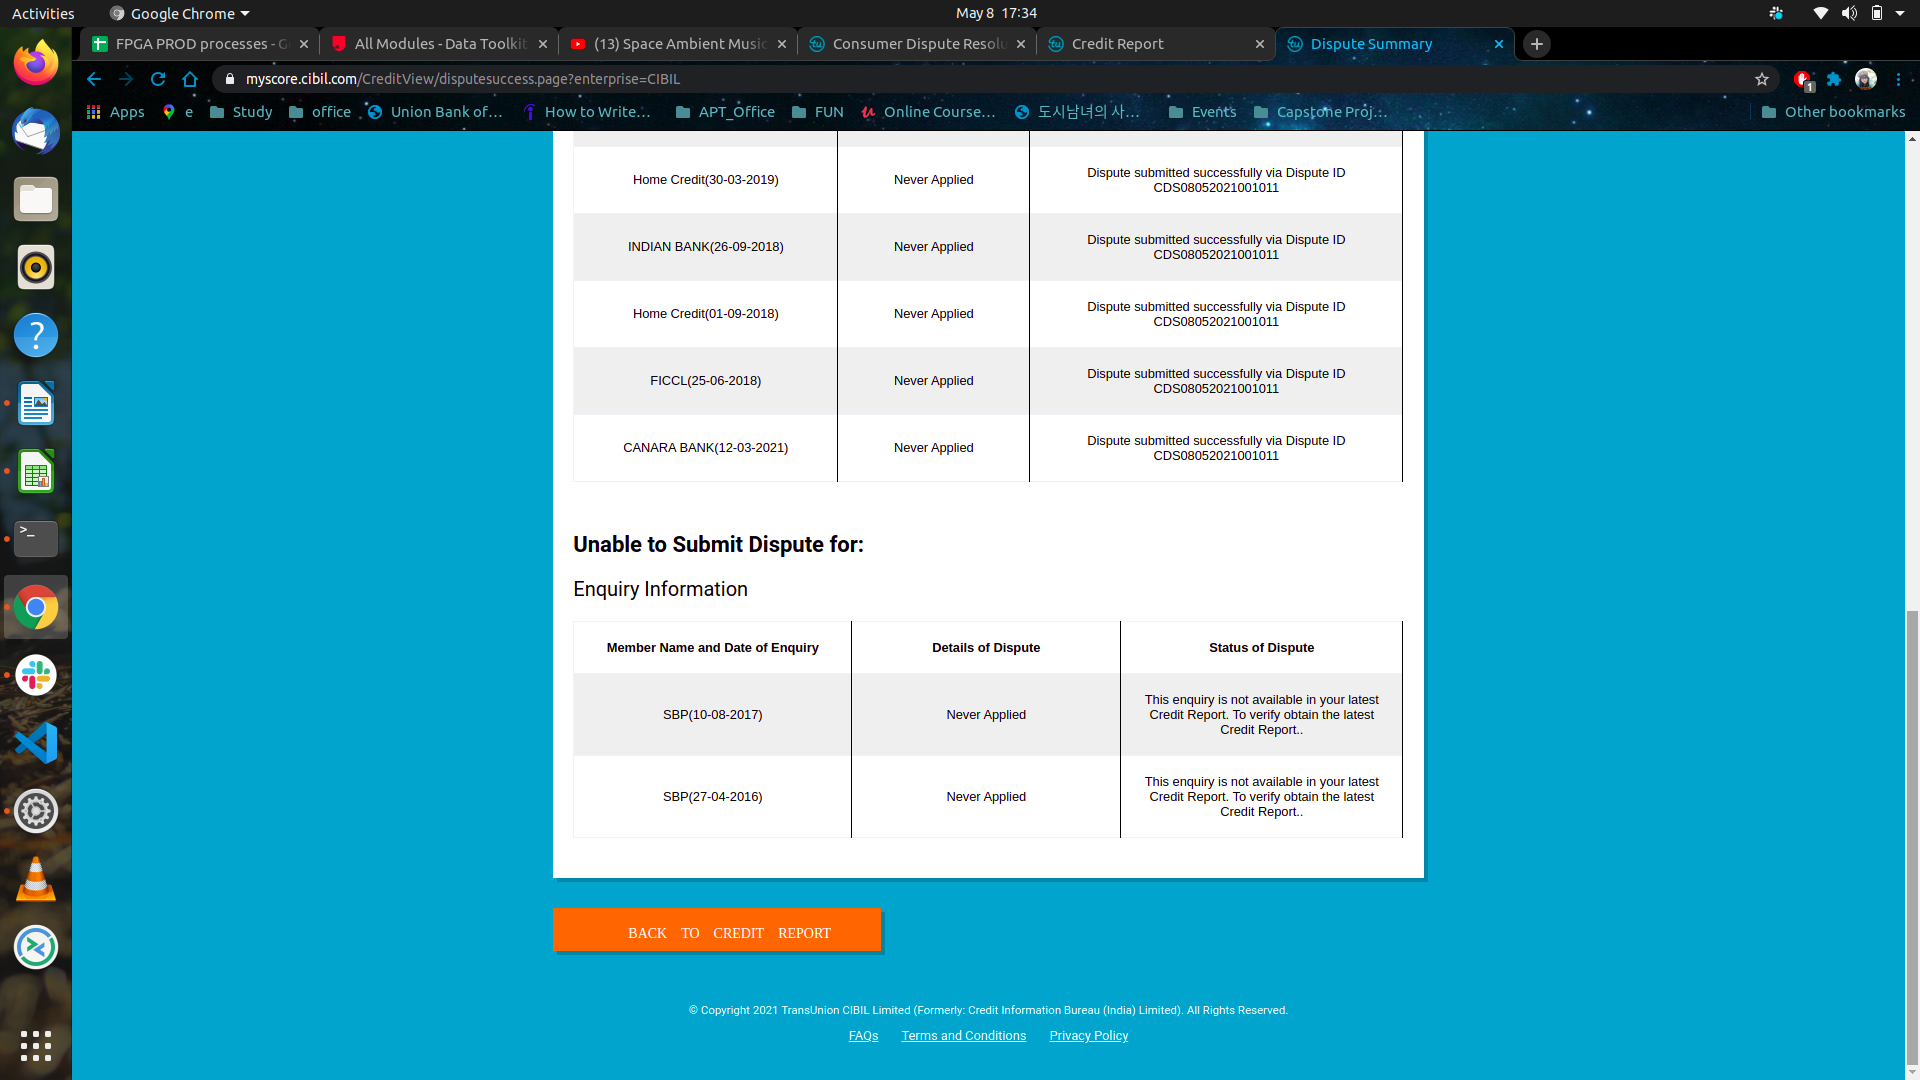 Activities
Google Chrome
May 8 17:34
FPGA PROD processes - G
All Modules - Data Toolkit
(13) Space Ambient Music
Consumer Dispute Resolu
Credit Report
Dispute Summary
myscore.cibil.com/CreditView/disputesuccess.page?enterprise=CIBIL
1
Apps
e
Study
office
Union Bank of…
How to Write…
APT_Office
FUN
Online Course…
도시남녀의 사…
Events
Capstone Proj…
Other bookmarks
Home Credit(30-03-2019)
Never Applied
Dispute submitted successfully via Dispute ID
CDS08052021001011
INDIAN BANK(26-09-2018)
Never Applied
Dispute submitted successfully via Dispute ID
CDS08052021001011
Home Credit(01-09-2018)
Never Applied
Dispute submitted successfully via Dispute ID
CDS08052021001011
FICCL(25-06-2018)
Never Applied
Dispute submitted successfully via Dispute ID
CDS08052021001011
CANARA BANK(12-03-2021)
Never Applied
Dispute submitted successfully via Dispute ID
CDS08052021001011
Unable to Submit Dispute for:
Enquiry Information
Member Name and Date of Enquiry
Details of Dispute
Status of Dispute
SBP(10-08-2017)
Never Applied
This enquiry is not available in your latest
Credit Report. To verify obtain the latest
Credit Report..
SBP(27-04-2016)
Never Applied
This enquiry is not available in your latest
Credit Report. To verify obtain the latest
Credit Report..
BACK TO CREDIT REPORT
© Copyright 2021 TransUnion CIBIL Limited (Formerly: Credit Information Bureau (India) Limited). All Rights Reserved.
FAQs
Terms and Conditions
Privacy Policy